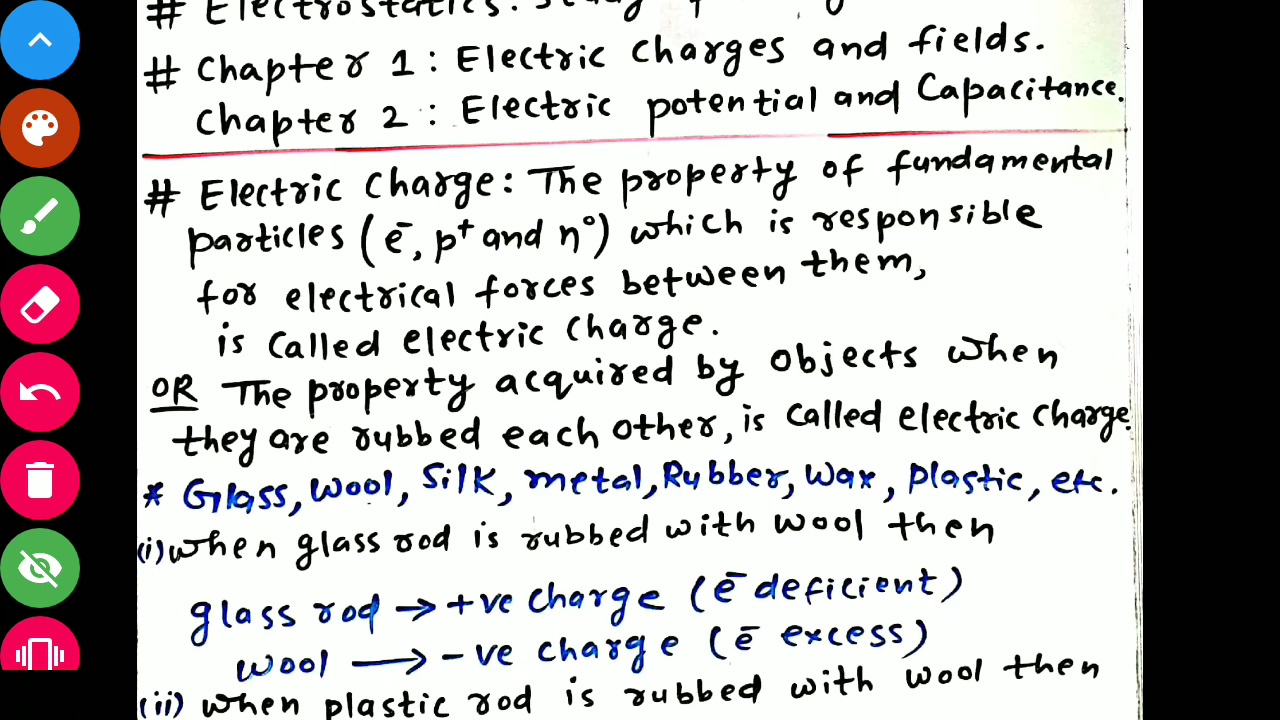 # Electrostatics: Study
# Chapter 1 : Electric Charges and fields.
Chapter 2 : Electric potential and Capacitance.
# Electric Charge: The property of fundamental
particles (e⁻, p⁺ and n⁰) which is responsible
for electrical forces between them,
is Called electric charge.
OR The property acquired by objects when
they are rubbed each other, is Called electric charge.
* Glass, Wool, Silk, metal, Rubber, Wax, plastic, etc.
(i) when glass rod is rubbed with wool then
glass rod → +ve Charge (e⁻ deficient)
wool → -ve charge (e⁻ excess)
(ii) when plastic rod is rubbed with wool then